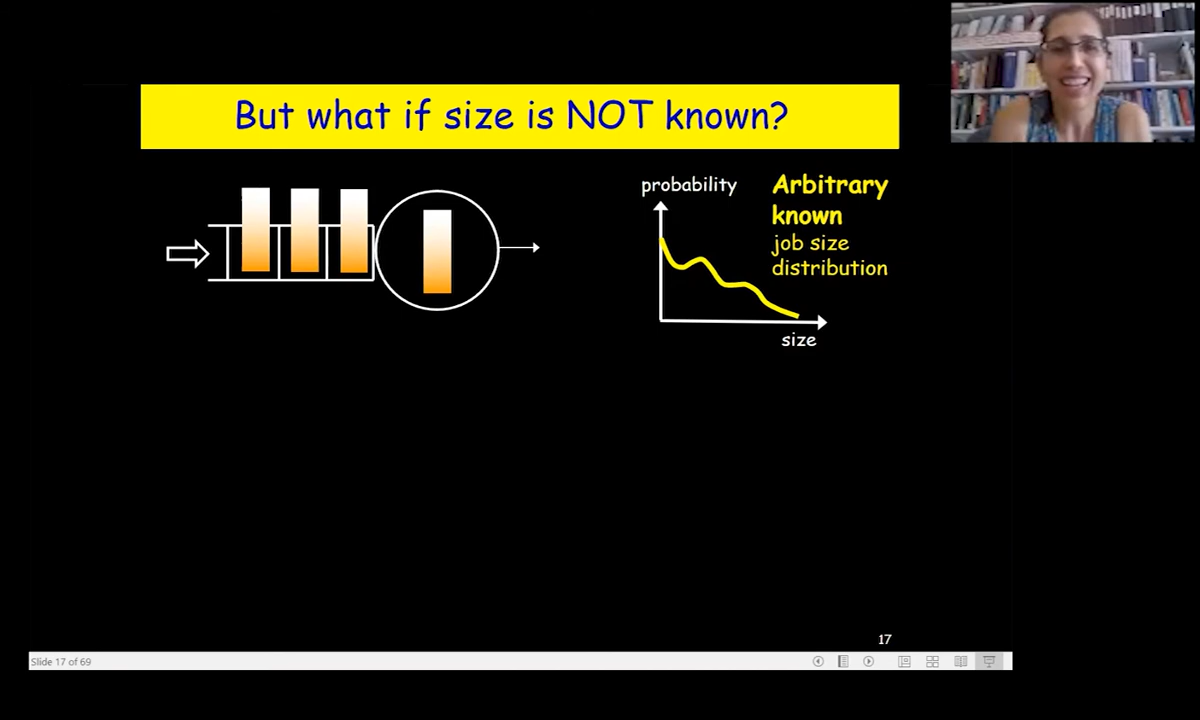 But what if size is NOT known?
probability
Arbitrary
known
job size
distribution
size
17
Slide 17 of 69